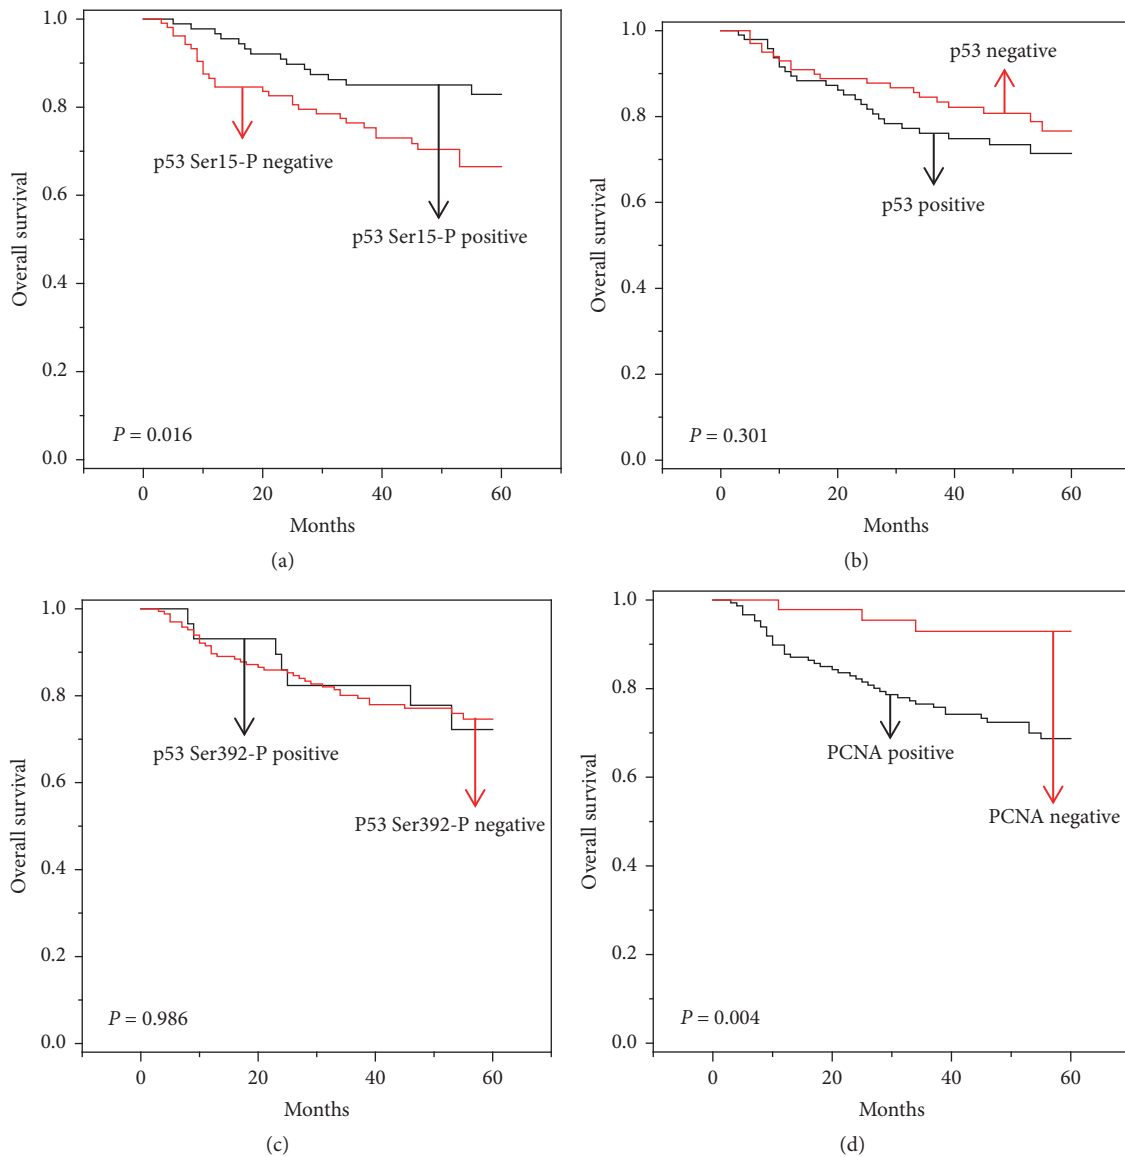 1.0
0.8
p53 Ser15-P negative
0.6
p53 Ser15-P positive
0.4
0.2
P = 0.016
0.0
0 20 40 60
Months
Overall survival
(a)
1.0
p53 negative
0.8
p53 positive
0.6
0.4
0.2
P = 0.301
0.0
0 20 40 60
Months
Overall survival
(b)
1.0
0.8
p53 Ser392-P positive
0.6
P53 Ser392-P negative
0.4
0.2
P = 0.986
0.0
0 20 40 60
Months
Overall survival
(c)
1.0
0.8
PCNA positive
0.6
PCNA negative
0.4
0.2
P = 0.004
0.0
0 20 40 60
Months
Overall survival
(d)